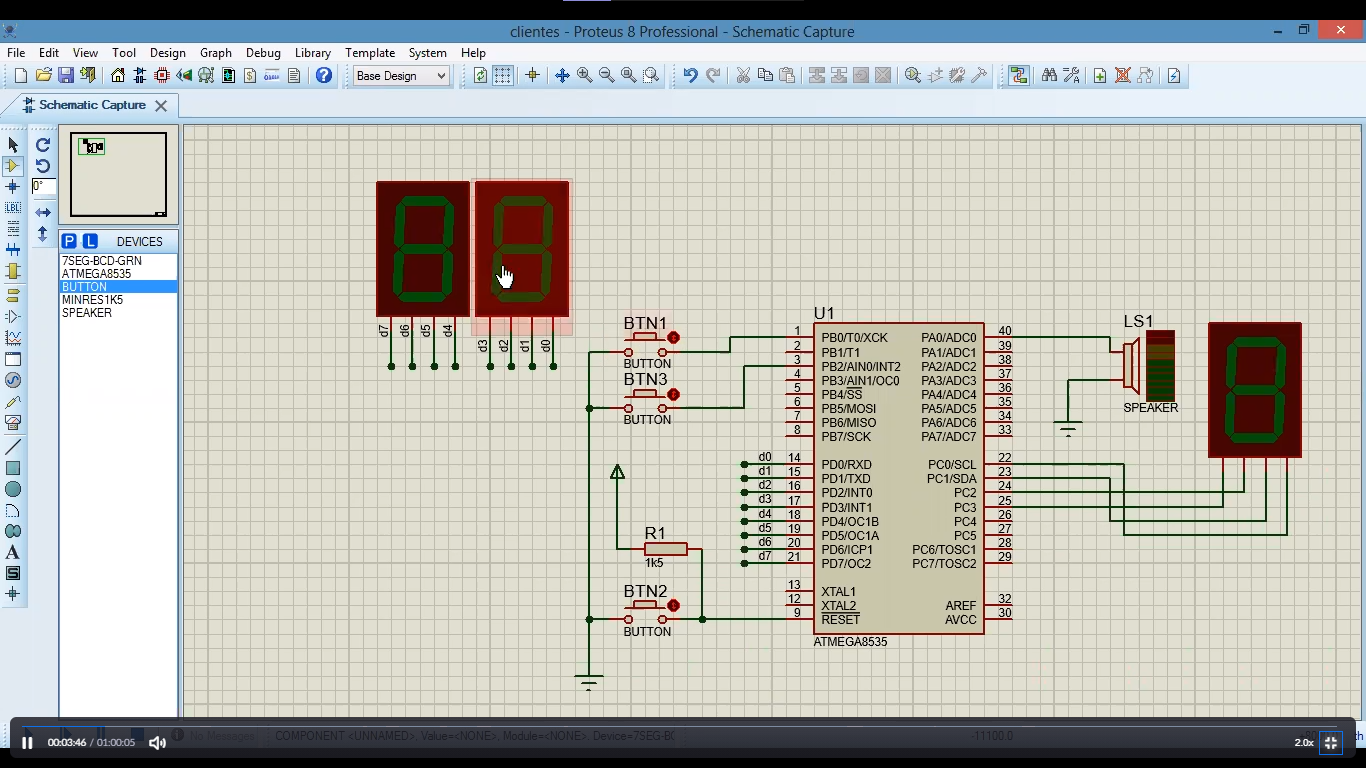 clientes - Proteus 8 Professional - Schematic Capture
File Edit View Tool Design Graph Debug Library Template System Help
Base Design
Schematic Capture
0°
LBL
P L DEVICES
7SEG-BCD-GRN
ATMEGA8535
BUTTON
MINRES1K5
SPEAKER
A
S
d7 d6 d5 d4 d3 d2 d1 d0
BTN1
BUTTON
BTN3
BUTTON
R1
1k5
BTN2
BUTTON
U1
1 PB0/T0/XCK PA0/ADC0 40
2 PB1/T1 PA1/ADC1 39
3 PB2/AIN0/INT2 PA2/ADC2 38
4 PB3/AIN1/OC0 PA3/ADC3 37
5 PB4/SS PA4/ADC4 36
6 PB5/MOSI PA5/ADC5 35
7 PB6/MISO PA6/ADC6 34
8 PB7/SCK PA7/ADC7 33
d0 14 PD0/RXD PC0/SCL 22
d1 15 PD1/TXD PC1/SDA 23
d2 16 PD2/INT0 PC2 24
d3 17 PD3/INT1 PC3 25
d4 18 PD4/OC1B PC4 26
d5 19 PD5/OC1A PC5 27
d6 20 PD6/ICP1 PC6/TOSC1 28
d7 21 PD7/OC2 PC7/TOSC2 29
13 XTAL1
12 XTAL2 AREF 32
9 RESET AVCC 30
ATMEGA8535
LS1
SPEAKER
No Messages COMPONENT <UNNAMED>, Value=<NONE>, Module=<NONE>, Device=7SEG-BC -11100.0
00:03:46 / 01:00:05 2.0x